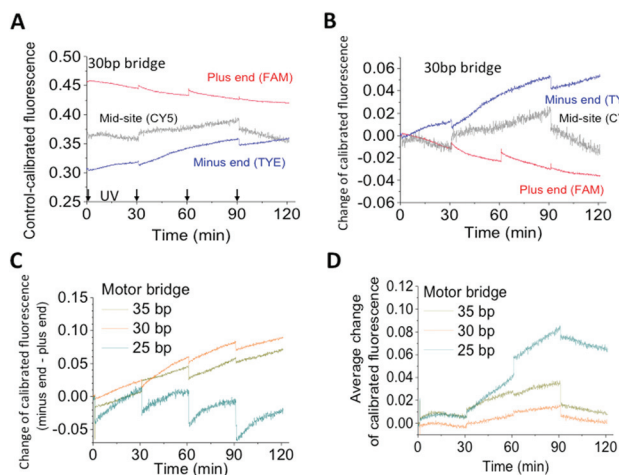 A
30bp bridge
Control-calibrated fluorescence
0.50
0.45
0.40
0.35
0.30
0.25
Plus end (FAM)
Mid-site (CY5)
Minus end (TYE)
UV
0 30 60 90 120
Time (min)
B
30bp bridge
Change of calibrated fluorescence
0.06
0.04
0.02
0.00
-0.02
-0.04
-0.06
Minus end (TY
Mid-site (C
Plus end (FAM)
0 30 60 90 120
Time (min)
C
Motor bridge
35 bp
30 bp
25 bp
Change of calibrated fluorescence
(minus end - plus end)
0.15
0.10
0.05
0.00
-0.05
0 30 60 90 120
Time (min)
D
Motor bridge
35 bp
30 bp
25 bp
Average change
of calibrated fluorescence
0.12
0.10
0.08
0.06
0.04
0.02
0.00
0 30 60 90 120
Time (min)